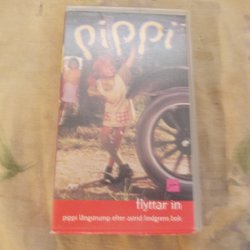 pippi
flyttar in
pippi långstrump efter astrid lindgrens bok